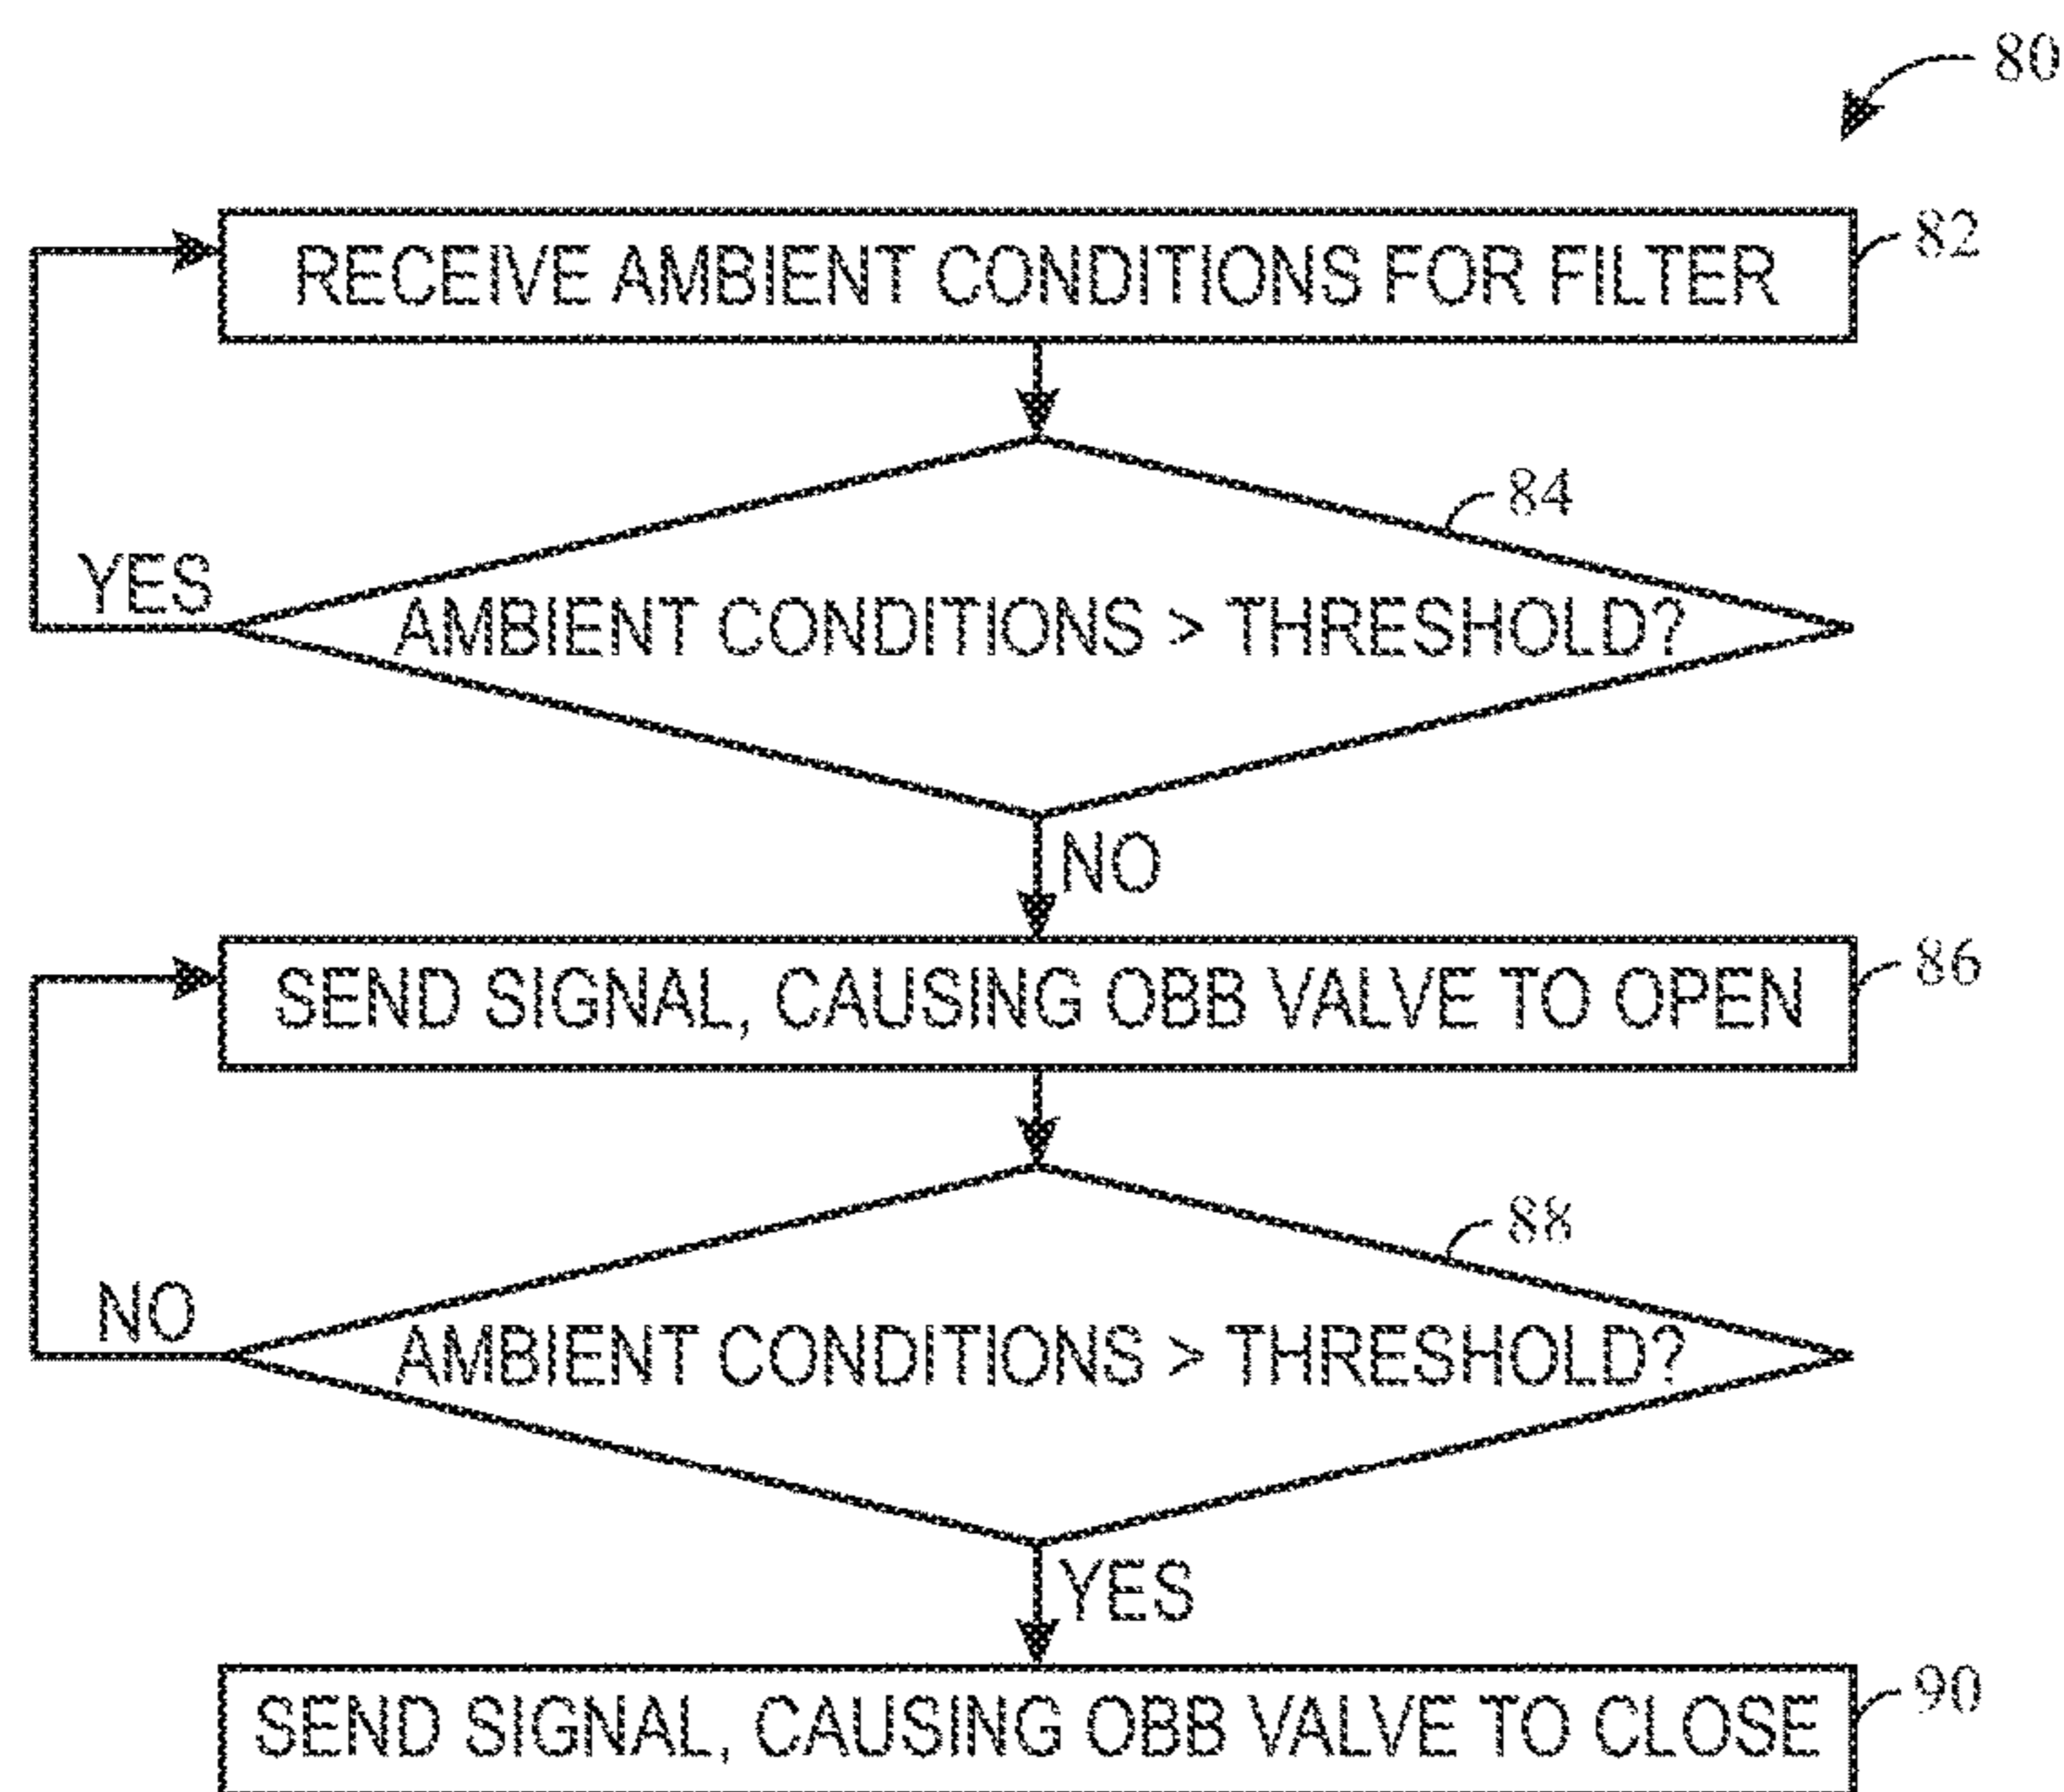 80
RECEIVE AMBIENT CONDITIONS FOR FILTER
82
84
YES
AMBIENT CONDITIONS > THRESHOLD?
NO
SEND SIGNAL, CAUSING OBB VALVE TO OPEN
86
88
NO
AMBIENT CONDITIONS > THRESHOLD?
YES
SEND SIGNAL, CAUSING OBB VALVE TO CLOSE
90